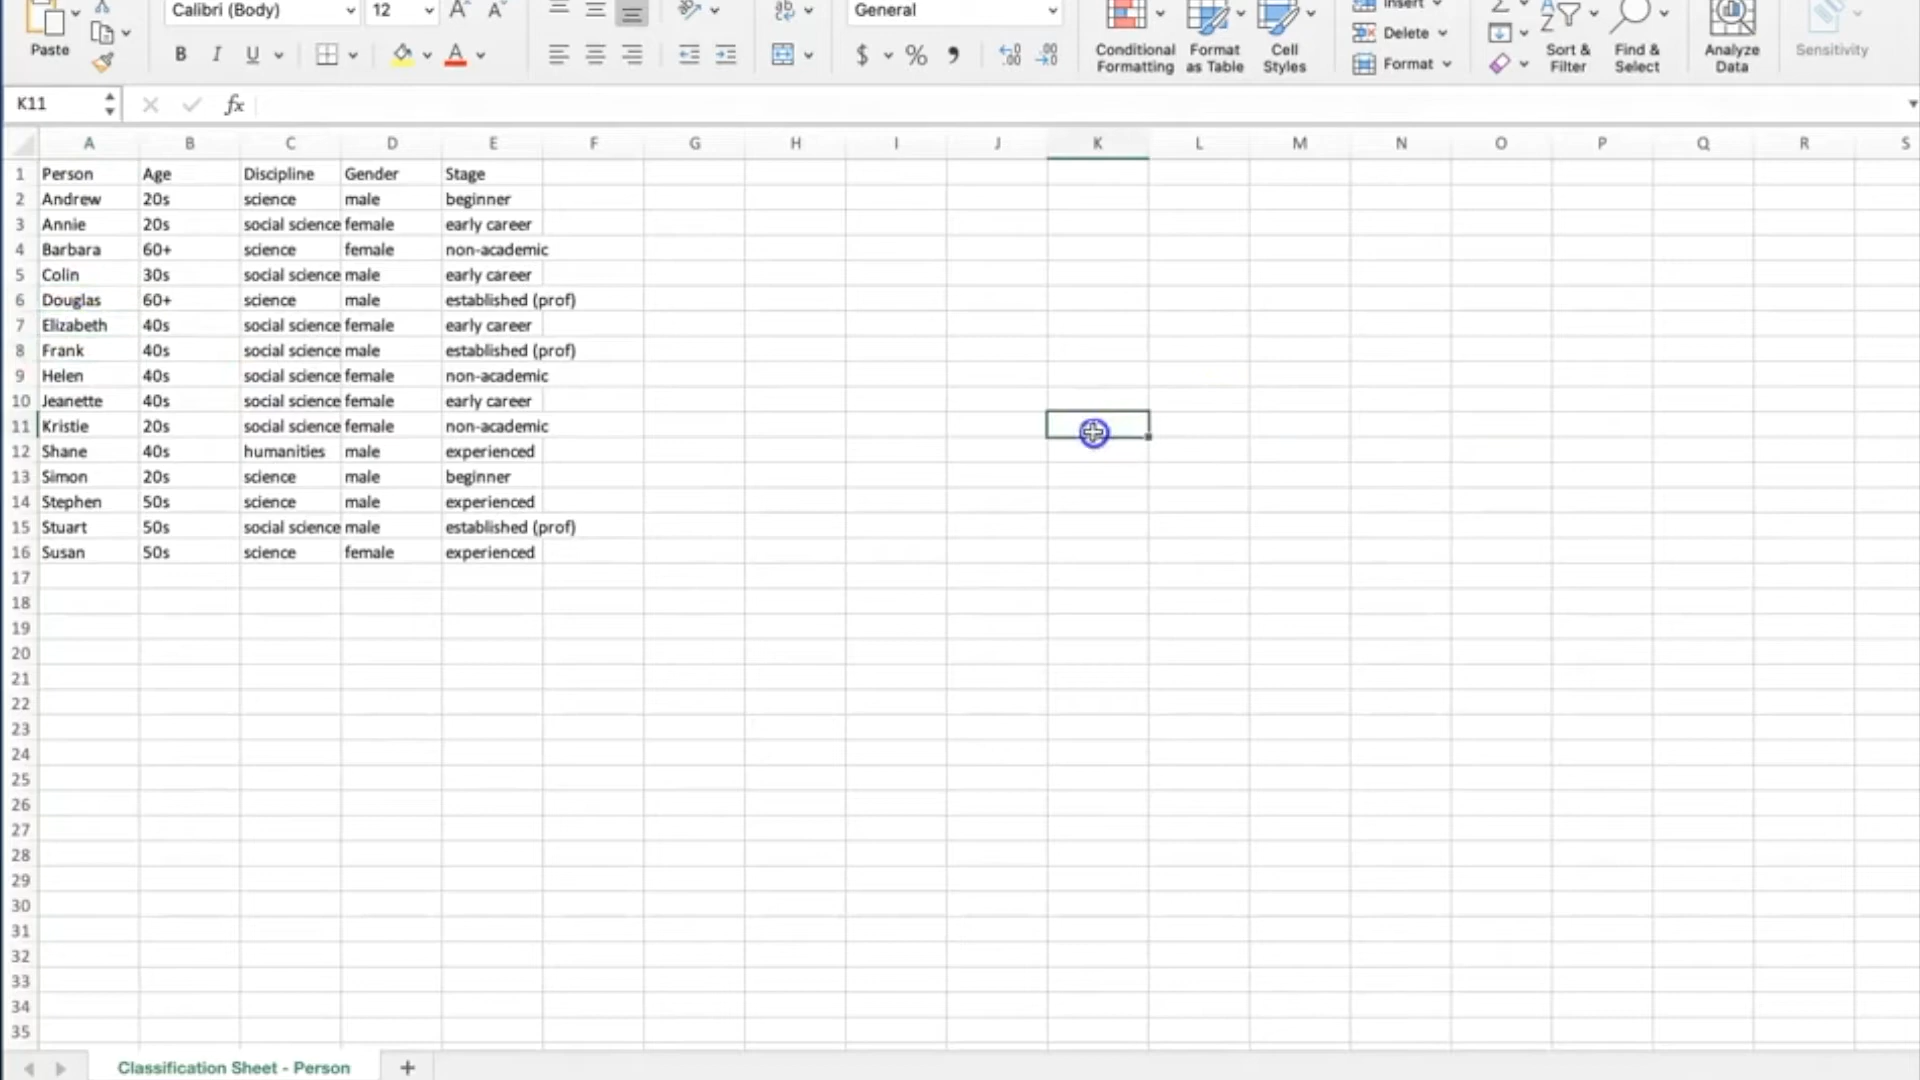 Calibri (Body) 12 A A ab General Insert
Paste B I U A $ % Conditional Formatting Format as Table Cell Styles Delete Format Sort & Filter Find & Select Analyze Data Sensitivity
K11 fx
A B C D E F G H I J K L M N O P Q R S
1 Person Age Discipline Gender Stage
2 Andrew 20s science male beginner
3 Annie 20s social science female early career
4 Barbara 60+ science female non-academic
5 Colin 30s social science male early career
6 Douglas 60+ science male established (prof)
7 Elizabeth 40s social science female early career
8 Frank 40s social science male established (prof)
9 Helen 40s social science female non-academic
10 Jeanette 40s social science female early career
11 Kristie 20s social science female non-academic
12 Shane 40s humanities male experienced
13 Simon 20s science male beginner
14 Stephen 50s science male experienced
15 Stuart 50s social science male established (prof)
16 Susan 50s science female experienced
17
18
19
20
21
22
23
24
25
26
27
28
29
30
31
32
33
34
35
Classification Sheet - Person +